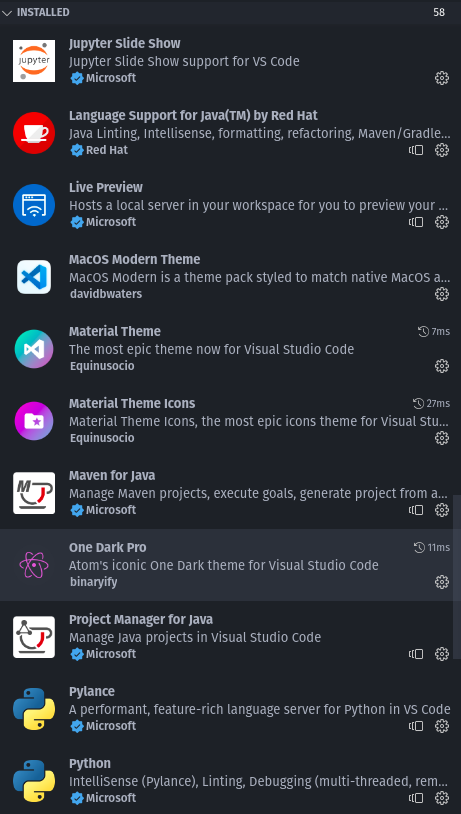 INSTALLED 58
Jupyter Slide Show
Jupyter Slide Show support for VS Code
Microsoft
jupyter
Language Support for Java(TM) by Red Hat
Java Linting, Intellisense, formatting, refactoring, Maven/Gradle...
Red Hat
Live Preview
Hosts a local server in your workspace for you to preview your ...
Microsoft
MacOS Modern Theme
MacOS Modern is a theme pack styled to match native MacOS a...
davidbwaters
Material Theme 7ms
The most epic theme now for Visual Studio Code
Equinusocio
Material Theme Icons 27ms
Material Theme Icons, the most epic icons theme for Visual Stu...
Equinusocio
Maven for Java
Manage Maven projects, execute goals, generate project from a...
Microsoft
M
One Dark Pro 11ms
Atom's iconic One Dark theme for Visual Studio Code
binaryify
Project Manager for Java
Manage Java projects in Visual Studio Code
Microsoft
Pylance
A performant, feature-rich language server for Python in VS Code
Microsoft
Python
IntelliSense (Pylance), Linting, Debugging (multi-threaded, rem...
Microsoft